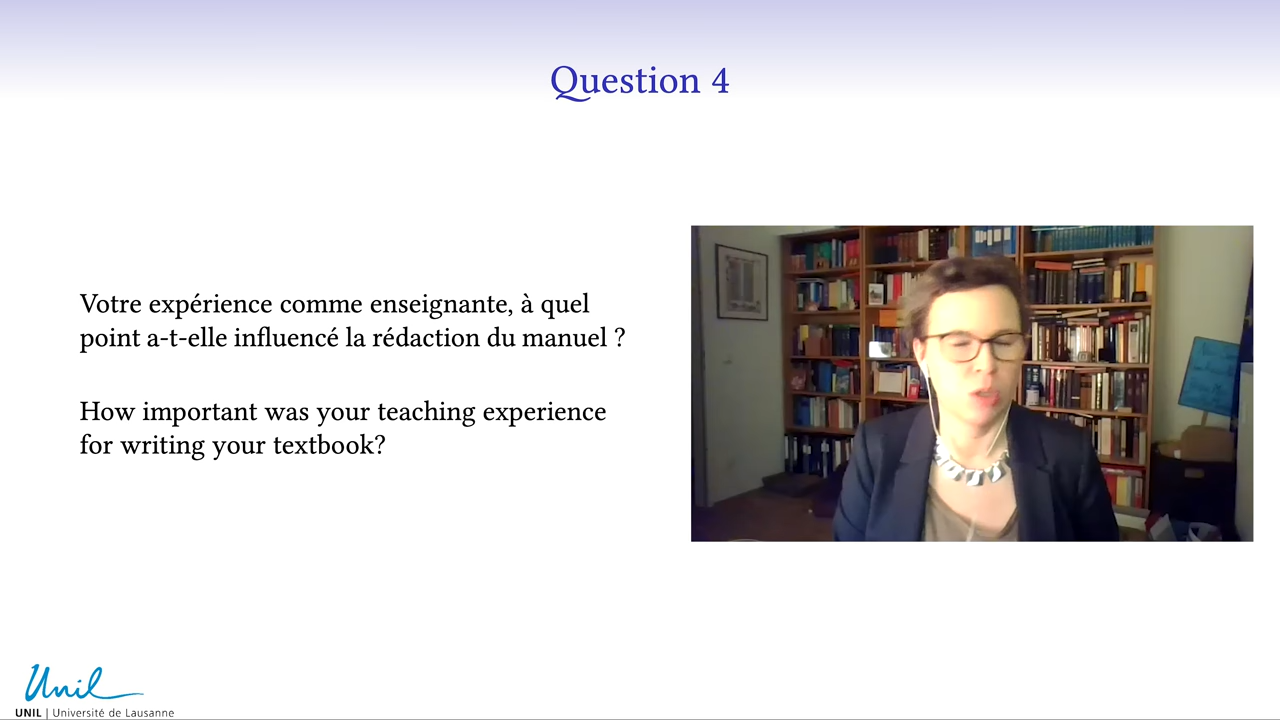 Question 4
Votre expérience comme enseignante, à quel
point a-t-elle influencé la rédaction du manuel ?
How important was your teaching experience
for writing your textbook?
Unil
UNIL | Université de Lausanne